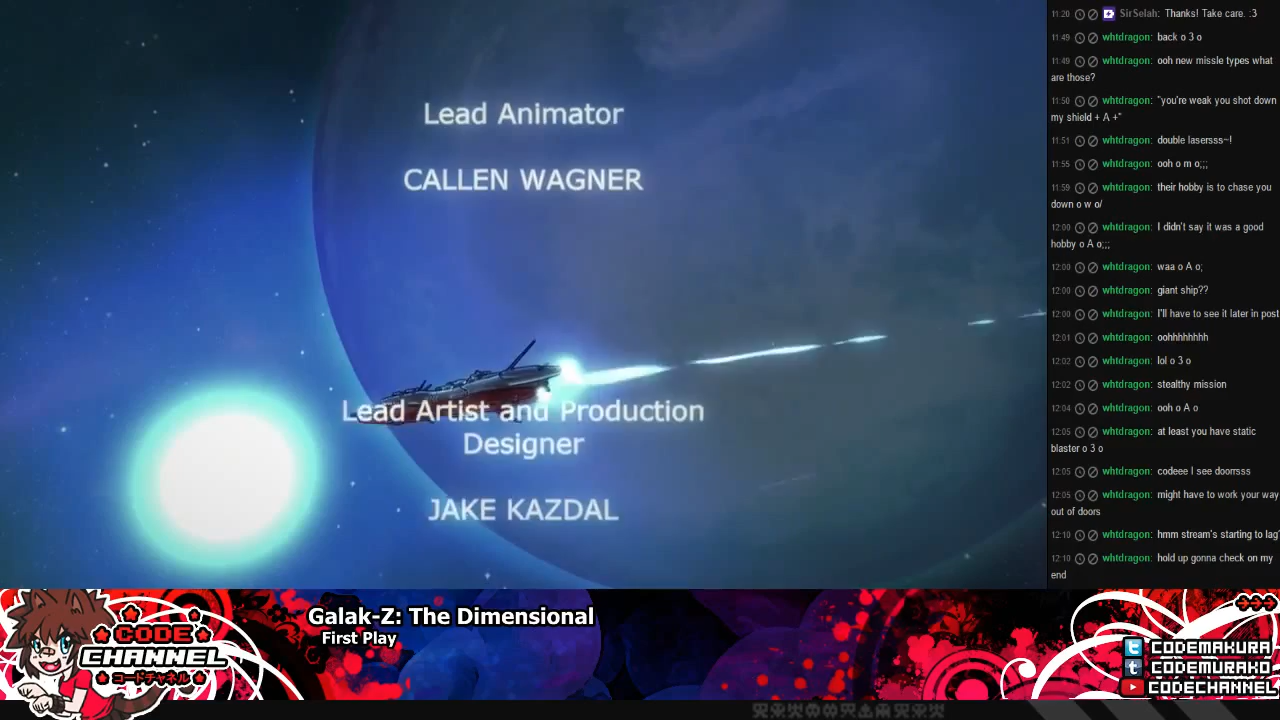 Lead Animator
CALLEN WAGNER
Lead Artist and Production
Designer
JAKE KAZDAL
11:20 SirSelah: Thanks! Take care. :3
11:49 whtdragon: back o 3 o
11:49 whtdragon: ooh new missle types what
are those?
11:50 whtdragon: "you're weak you shot down
my shield + A +"
11:51 whtdragon: double lasersss~!
11:55 whtdragon: ooh o m o;;;
11:59 whtdragon: their hobby is to chase you
down o w o/
12:00 whtdragon: I didn't say it was a good
hobby o A o;;;
12:00 whtdragon: waa o A o;
12:00 whtdragon: giant ship??
12:00 whtdragon: I'll have to see it later in post
12:01 whtdragon: oohhhhhhh
12:02 whtdragon: lol o 3 o
12:02 whtdragon: stealthy mission
12:04 whtdragon: ooh o A o
12:05 whtdragon: at least you have static
blaster o 3 o
12:05 whtdragon: codeee I see doorrsss
12:05 whtdragon: might have to work your way
out of doors
12:10 whtdragon: hmm stream's starting to lag?
12:10 whtdragon: hold up gonna check on my
end
Galak-Z: The Dimensional
First Play
CODE
CHANNEL
コードチャンネル
CODEMAKURA
CODEMURAKO
CODECHANNEL